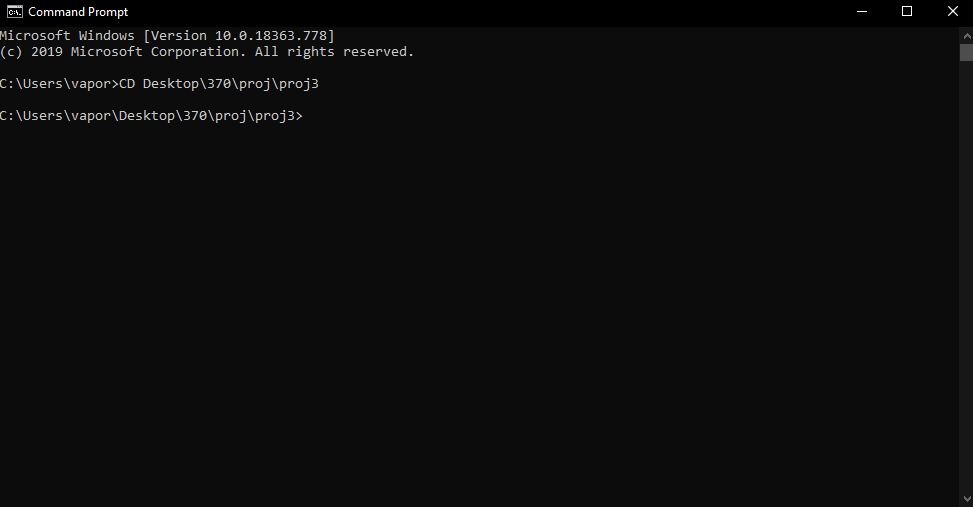 Command Prompt
Microsoft Windows [Version 10.0.18363.778]
(c) 2019 Microsoft Corporation. All rights reserved.
C:\Users\vapor>CD Desktop\370\proj\proj3
C:\Users\vapor\Desktop\370\proj\proj3>